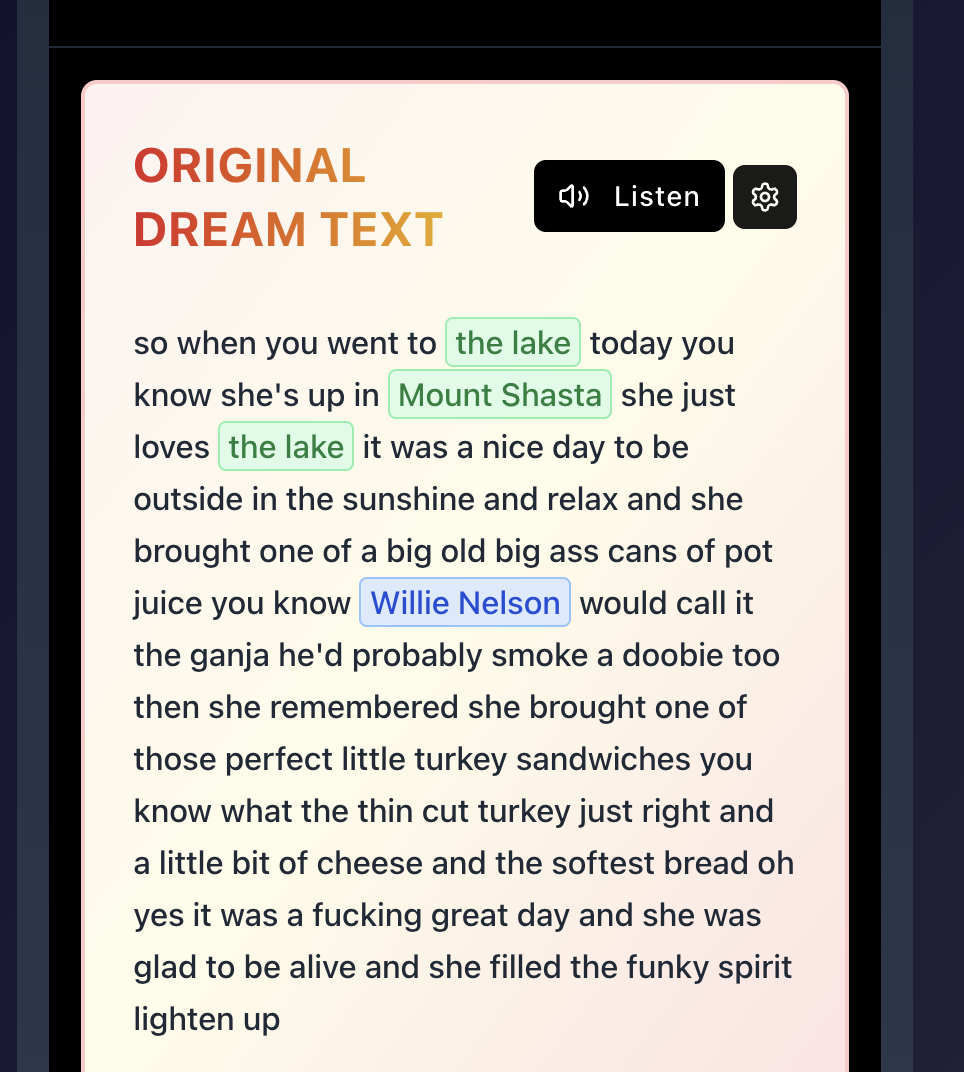 ORIGINAL
DREAM TEXT
Listen
so when you went to the lake today you
know she's up in Mount Shasta she just
loves the lake it was a nice day to be
outside in the sunshine and relax and she
brought one of a big old big ass cans of pot
juice you know Willie Nelson would call it
the ganja he'd probably smoke a doobie too
then she remembered she brought one of
those perfect little turkey sandwiches you
know what the thin cut turkey just right and
a little bit of cheese and the softest bread oh
yes it was a fucking great day and she was
glad to be alive and she filled the funky spirit
lighten up